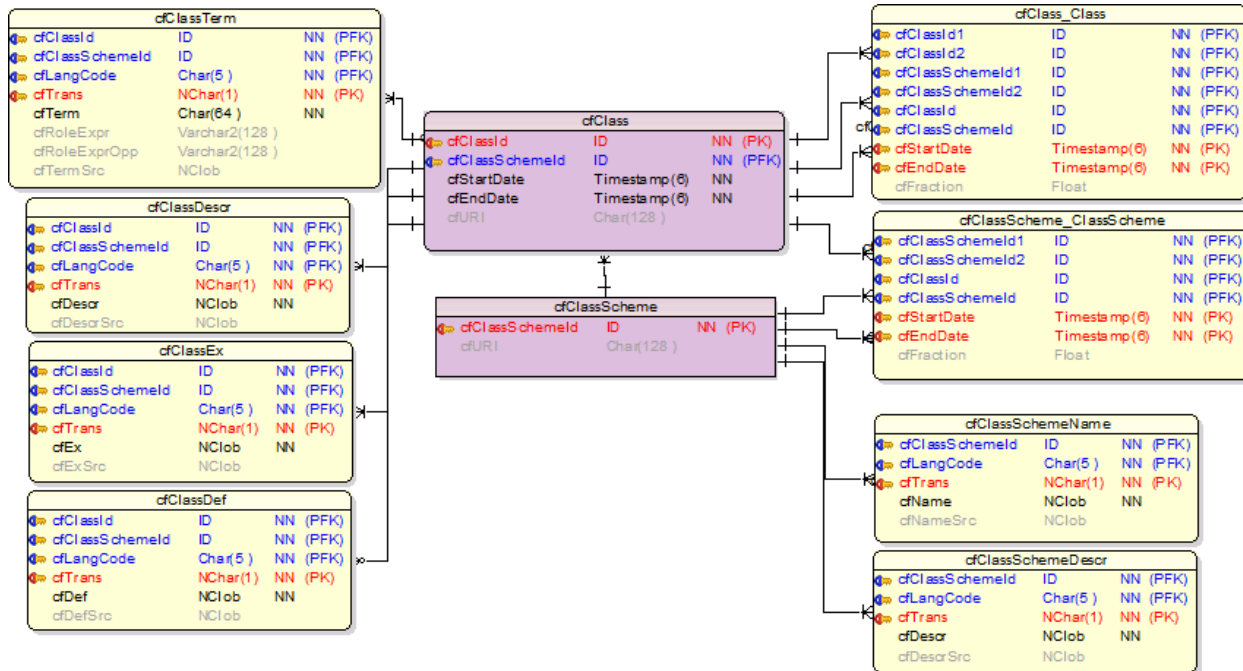 cfClassTerm
cfClassId ID NN (PFK)
cfClassSchemeId ID NN (PFK)
cfLangCode Char(5 ) NN (PFK)
cfTrans NChar(1) NN (PK)
cfTerm Char(64 ) NN
cfRoleExpr Varchar2(128 )
cfRoleExprOpp Varchar2(128 )
cfTermSrc NClob
cfClassDescr
cfClassId ID NN (PFK)
cfClassSchemeId ID NN (PFK)
cfLangCode Char(5 ) NN (PFK)
cfTrans NChar(1) NN (PK)
cfDescr NClob NN
cfDescrSrc NClob
cfClassEx
cfClassId ID NN (PFK)
cfClassSchemeId ID NN (PFK)
cfLangCode Char(5 ) NN (PFK)
cfTrans NChar(1) NN (PK)
cfEx NClob NN
cfExSrc NClob
cfClassDef
cfClassId ID NN (PFK)
cfClassSchemeId ID NN (PFK)
cfLangCode Char(5 ) NN (PFK)
cfTrans NChar(1) NN (PK)
cfDef NClob NN
cfDefSrc NClob
cfClass
cfClassId ID NN (PK)
cfClassSchemeId ID NN (PFK)
cfStartDate Timestamp(6) NN
cfEndDate Timestamp(6) NN
cfURI Char(128 )
cfClassScheme
cfClassSchemeId ID NN (PK)
cfURI Char(128 )
cfClass_Class
cfClassId1 ID NN (PFK)
cfClassId2 ID NN (PFK)
cfClassSchemeId1 ID NN (PFK)
cfClassSchemeId2 ID NN (PFK)
cfClassId ID NN (PFK)
cfClassSchemeId ID NN (PFK)
cfStartDate Timestamp(6) NN (PK)
cfEndDate Timestamp(6) NN (PK)
cfFraction Float
cfClassScheme_ClassScheme
cfClassSchemeId1 ID NN (PFK)
cfClassSchemeId2 ID NN (PFK)
cfClassId ID NN (PFK)
cfClassSchemeId ID NN (PFK)
cfStartDate Timestamp(6) NN (PK)
cfEndDate Timestamp(6) NN (PK)
cfFraction Float
cfClassSchemeName
cfClassSchemeId ID NN (PFK)
cfLangCode Char(5 ) NN (PFK)
cfTrans NChar(1) NN (PK)
cfName NClob NN
cfNameSrc NClob
cfClassSchemeDescr
cfClassSchemeId ID NN (PFK)
cfLangCode Char(5 ) NN (PFK)
cfTrans NChar(1) NN (PK)
cfDescr NClob NN
cfDescrSrc NClob